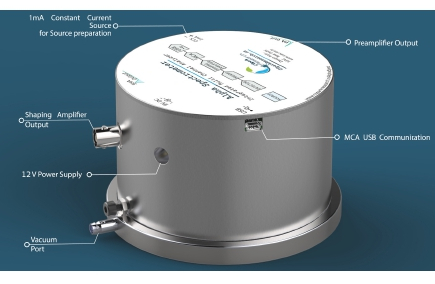 1mA Constant Current
Source
for Source preparation
Preamplifier Output
Alpha Spectrometer
Shaping Amplifier
Output
MCA USB Communication
12 V Power Supply
Vacuum
Port